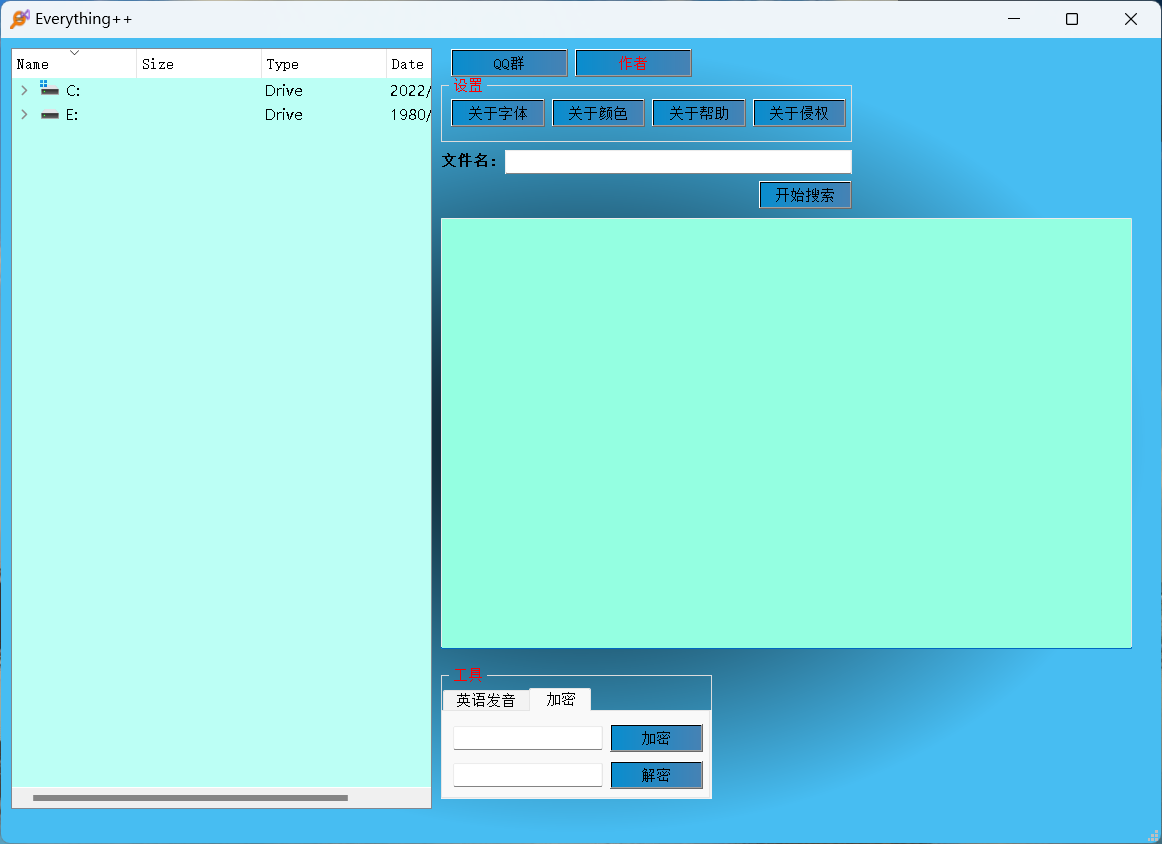 Everything++
Name Size Type Date
C: Drive 2022/
E: Drive 1980/
QQ群 作者
设置
关于字体 关于颜色 关于帮助 关于侵权
文件名：
开始搜索
工具
英语发音 加密
加密
解密